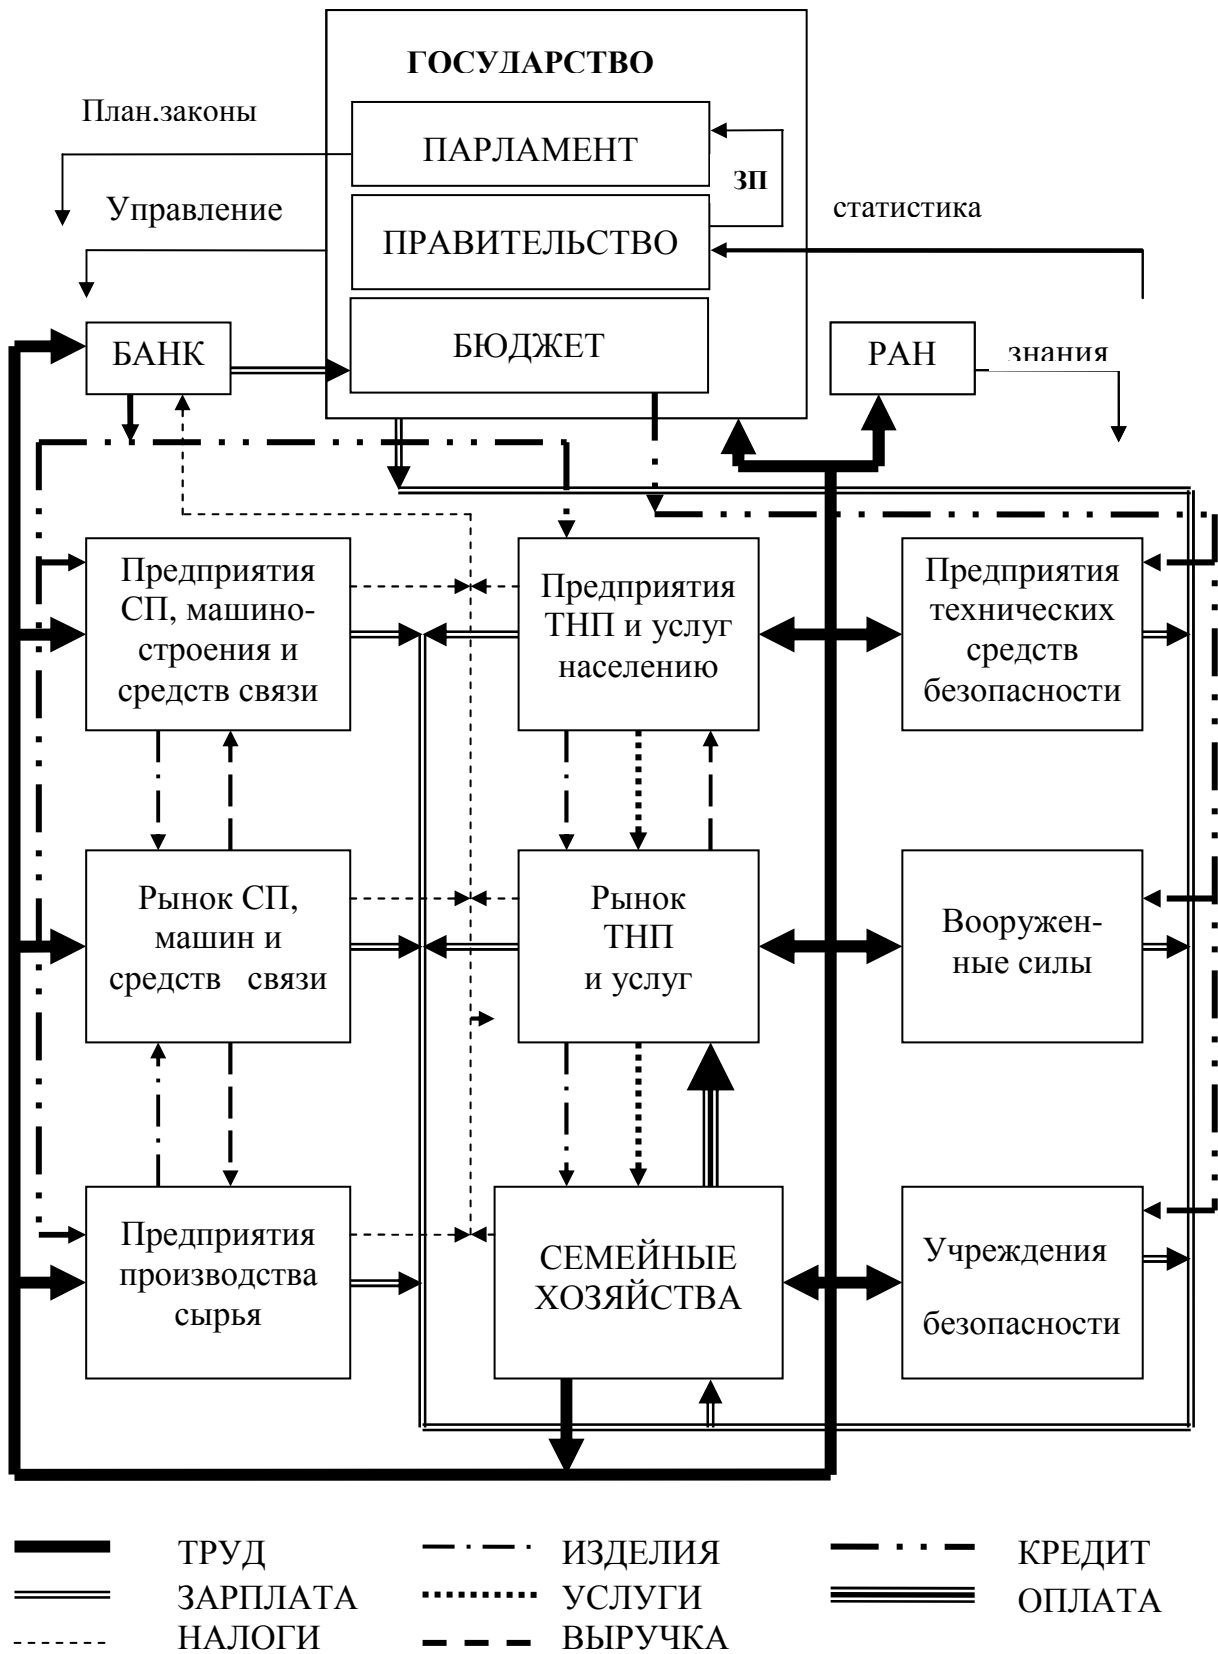 ГОСУДАРСТВО
План.законы
ПАРЛАМЕНТ
ЗП
Управление
статистика
ПРАВИТЕЛЬСТВО
БЮДЖЕТ
БАНК
РАН
знания
Предприятия
СП, машино-
строения и
средств связи
Предприятия
ТНП и услуг
населению
Предприятия
технических
средств
безопасности
Рынок СП,
машин и
средств связи
Рынок
ТНП
и услуг
Вооружен-
ные силы
Предприятия
производства
сырья
СЕМЕЙНЫЕ
ХОЗЯЙСТВА
Учреждения
безопасности
ТРУД
ИЗДЕЛИЯ
КРЕДИТ
ЗАРПЛАТА
УСЛУГИ
ОПЛАТА
НАЛОГИ
ВЫРУЧКА